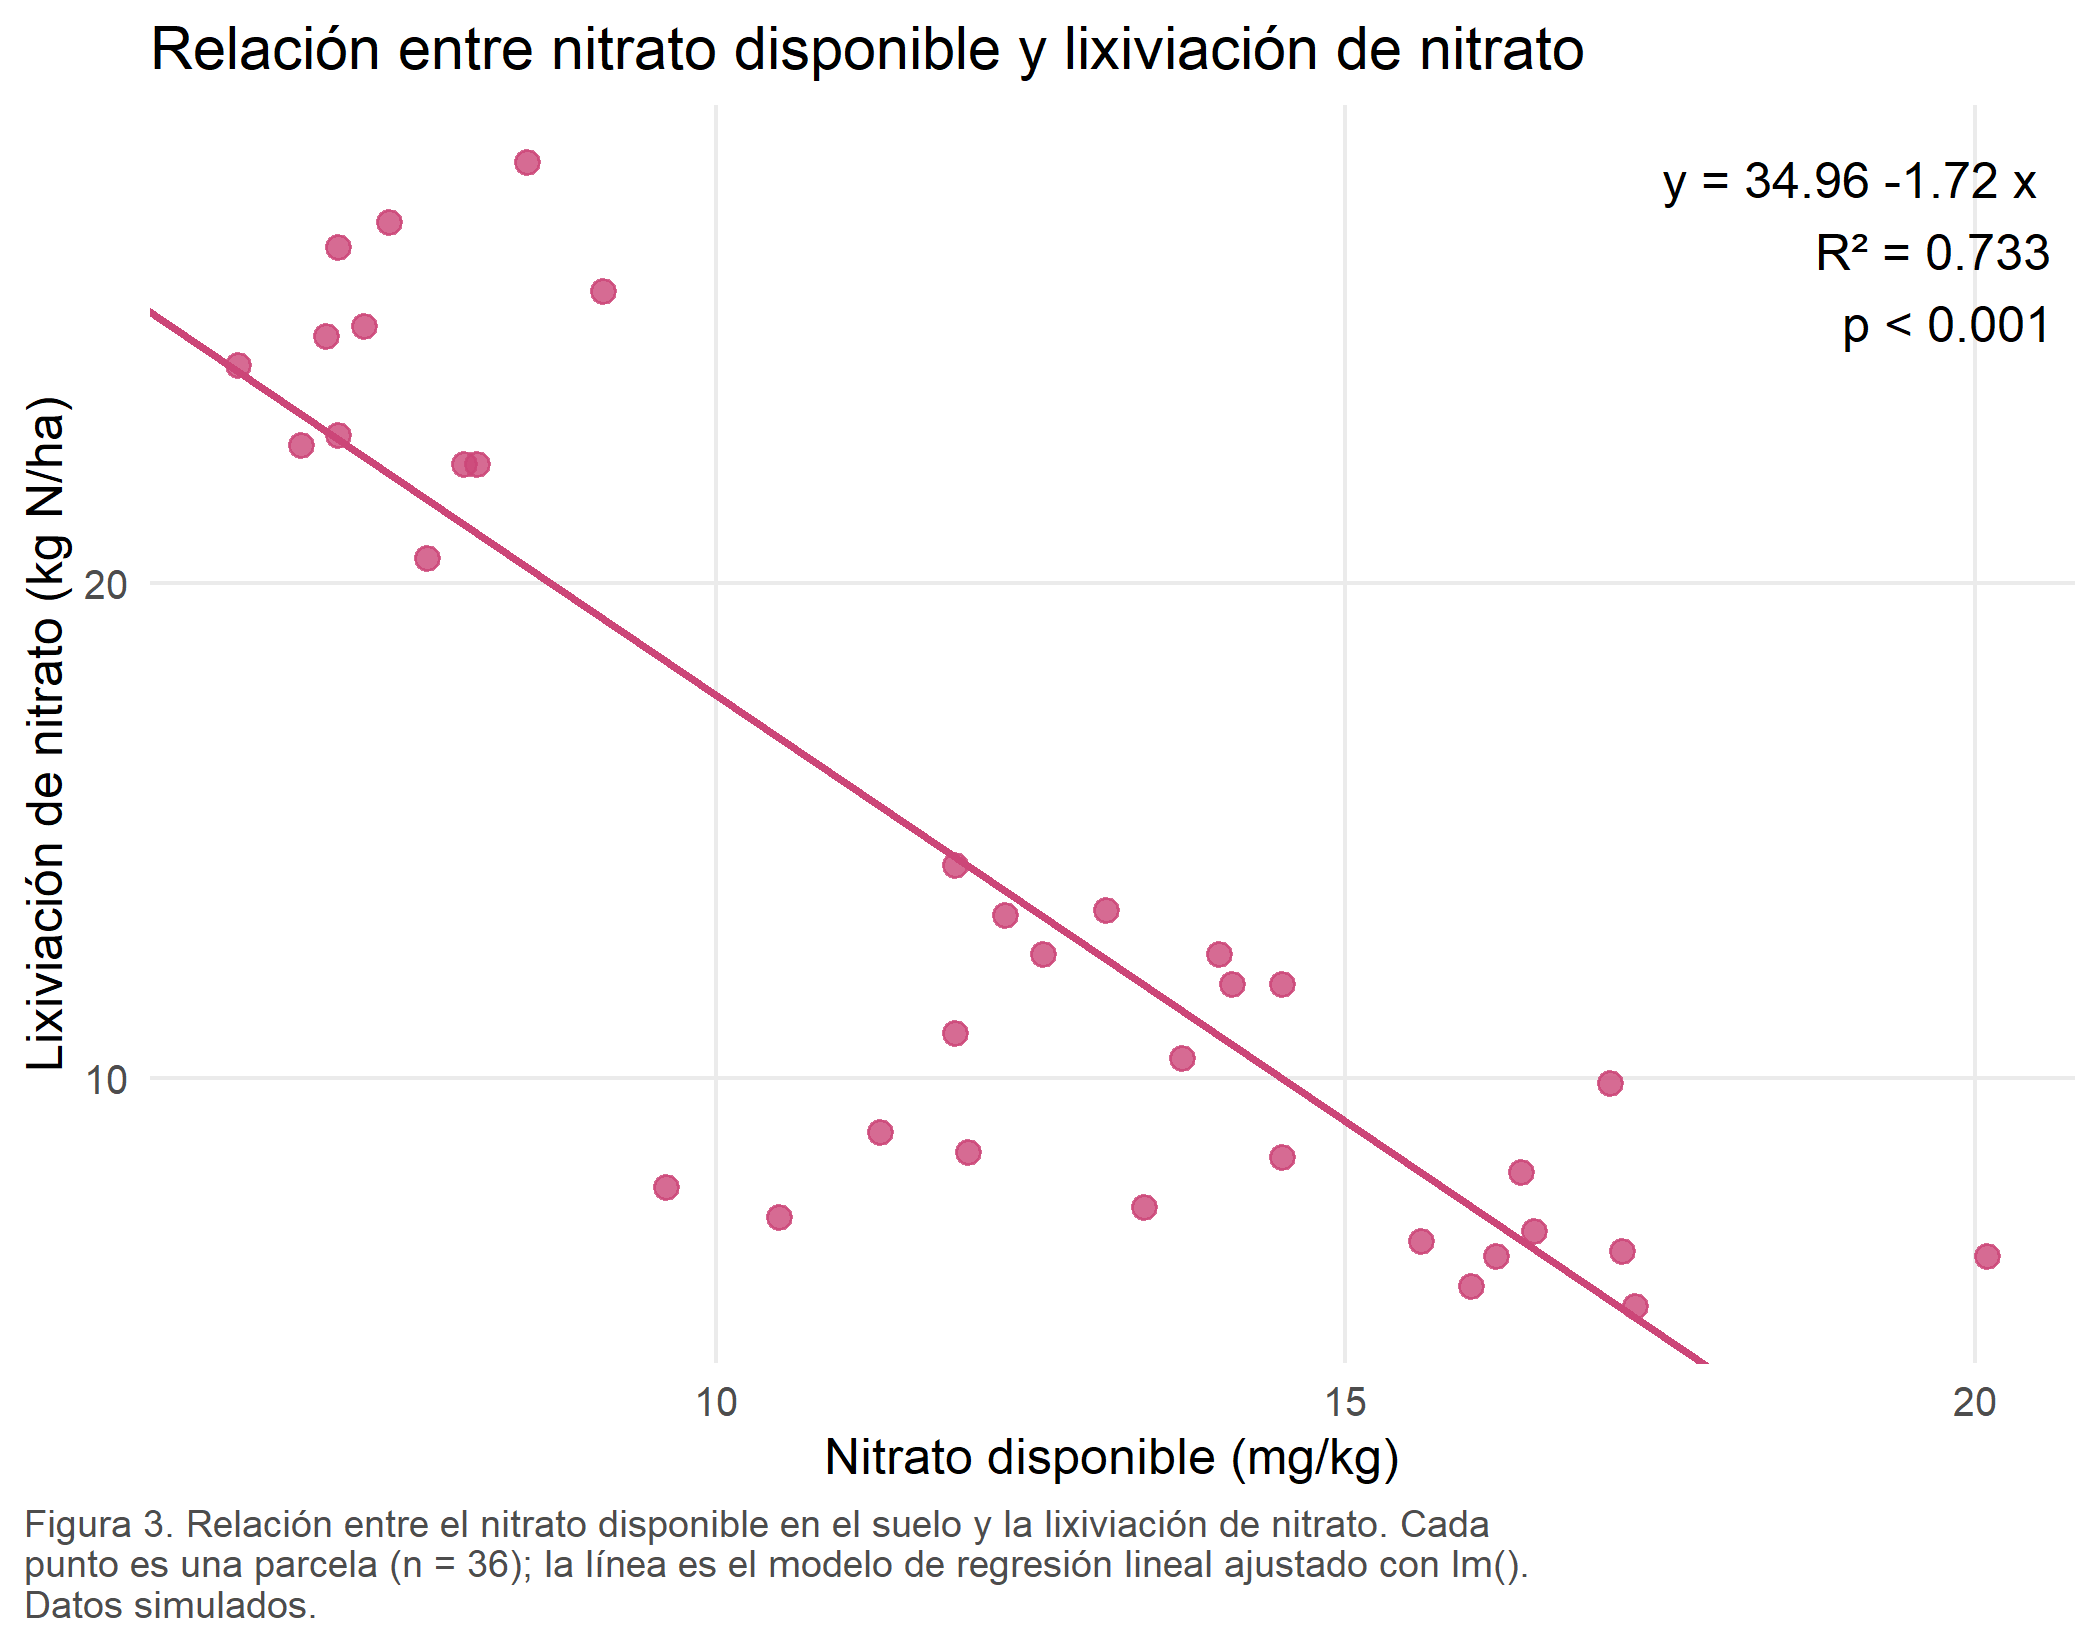 Relación entre nitrato disponible y lixiviación de nitrato
y = 34.96 -1.72 x
R² = 0.733
p < 0.001
Lixiviación de nitrato (kg N/ha)
20
10
10
15
20
Nitrato disponible (mg/kg)
Figura 3. Relación entre el nitrato disponible en el suelo y la lixiviación de nitrato. Cada
punto es una parcela (n = 36); la línea es el modelo de regresión lineal ajustado con lm().
Datos simulados.